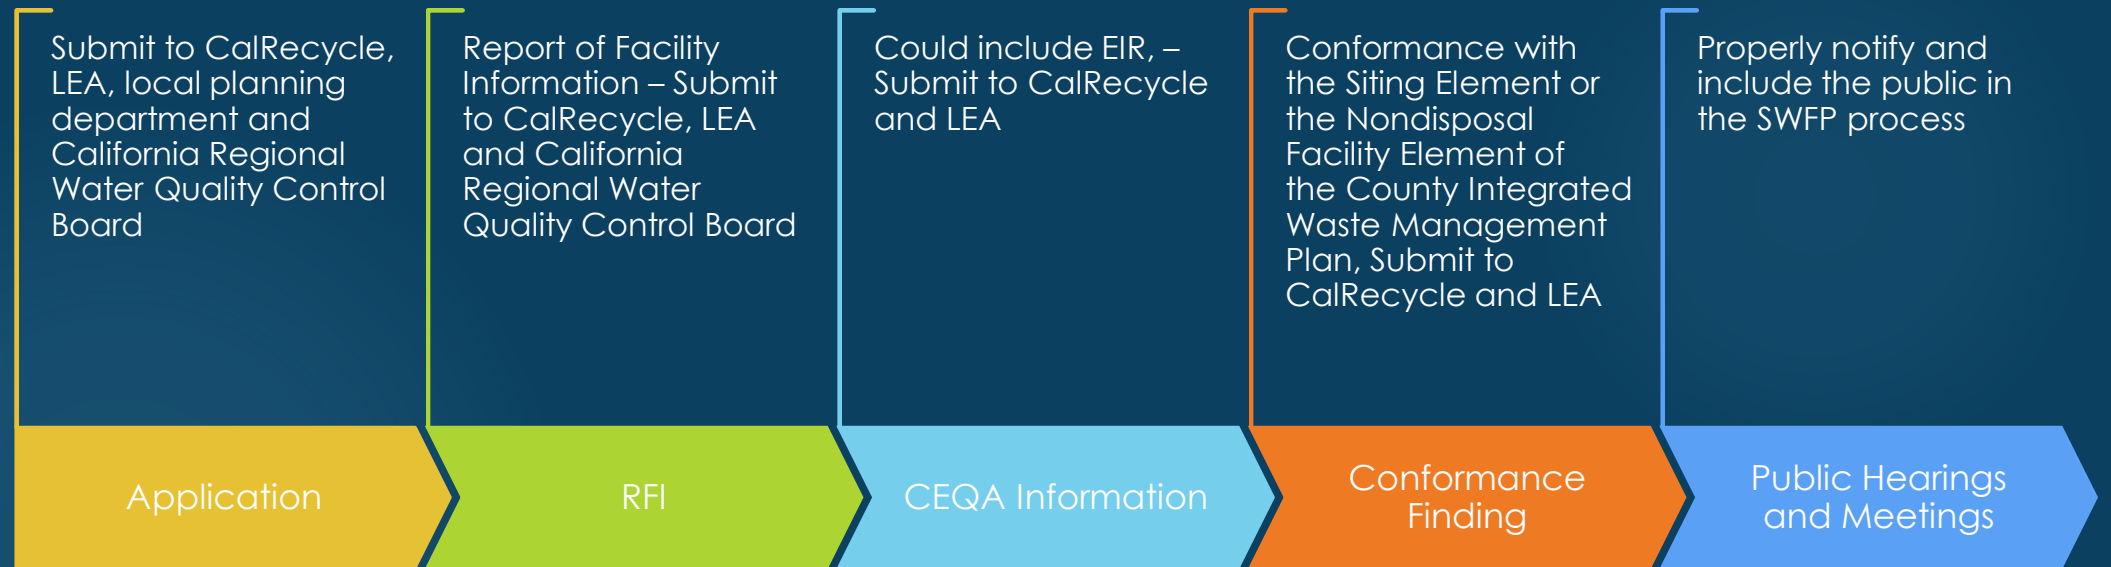 Submit to CalRecycle,
LEA, local planning
department and
California Regional
Water Quality Control
Board
Report of Facility
Information – Submit
to CalRecycle, LEA
and California
Regional Water
Quality Control Board
Could include EIR, –
Submit to CalRecycle
and LEA
Conformance with
the Siting Element or
the Nondisposal
Facility Element of
the County Integrated
Waste Management
Plan, Submit to
CalRecycle and LEA
Properly notify and
include the public in
the SWFP process
Application
RFI
CEQA Information
Conformance
Finding
Public Hearings
and Meetings